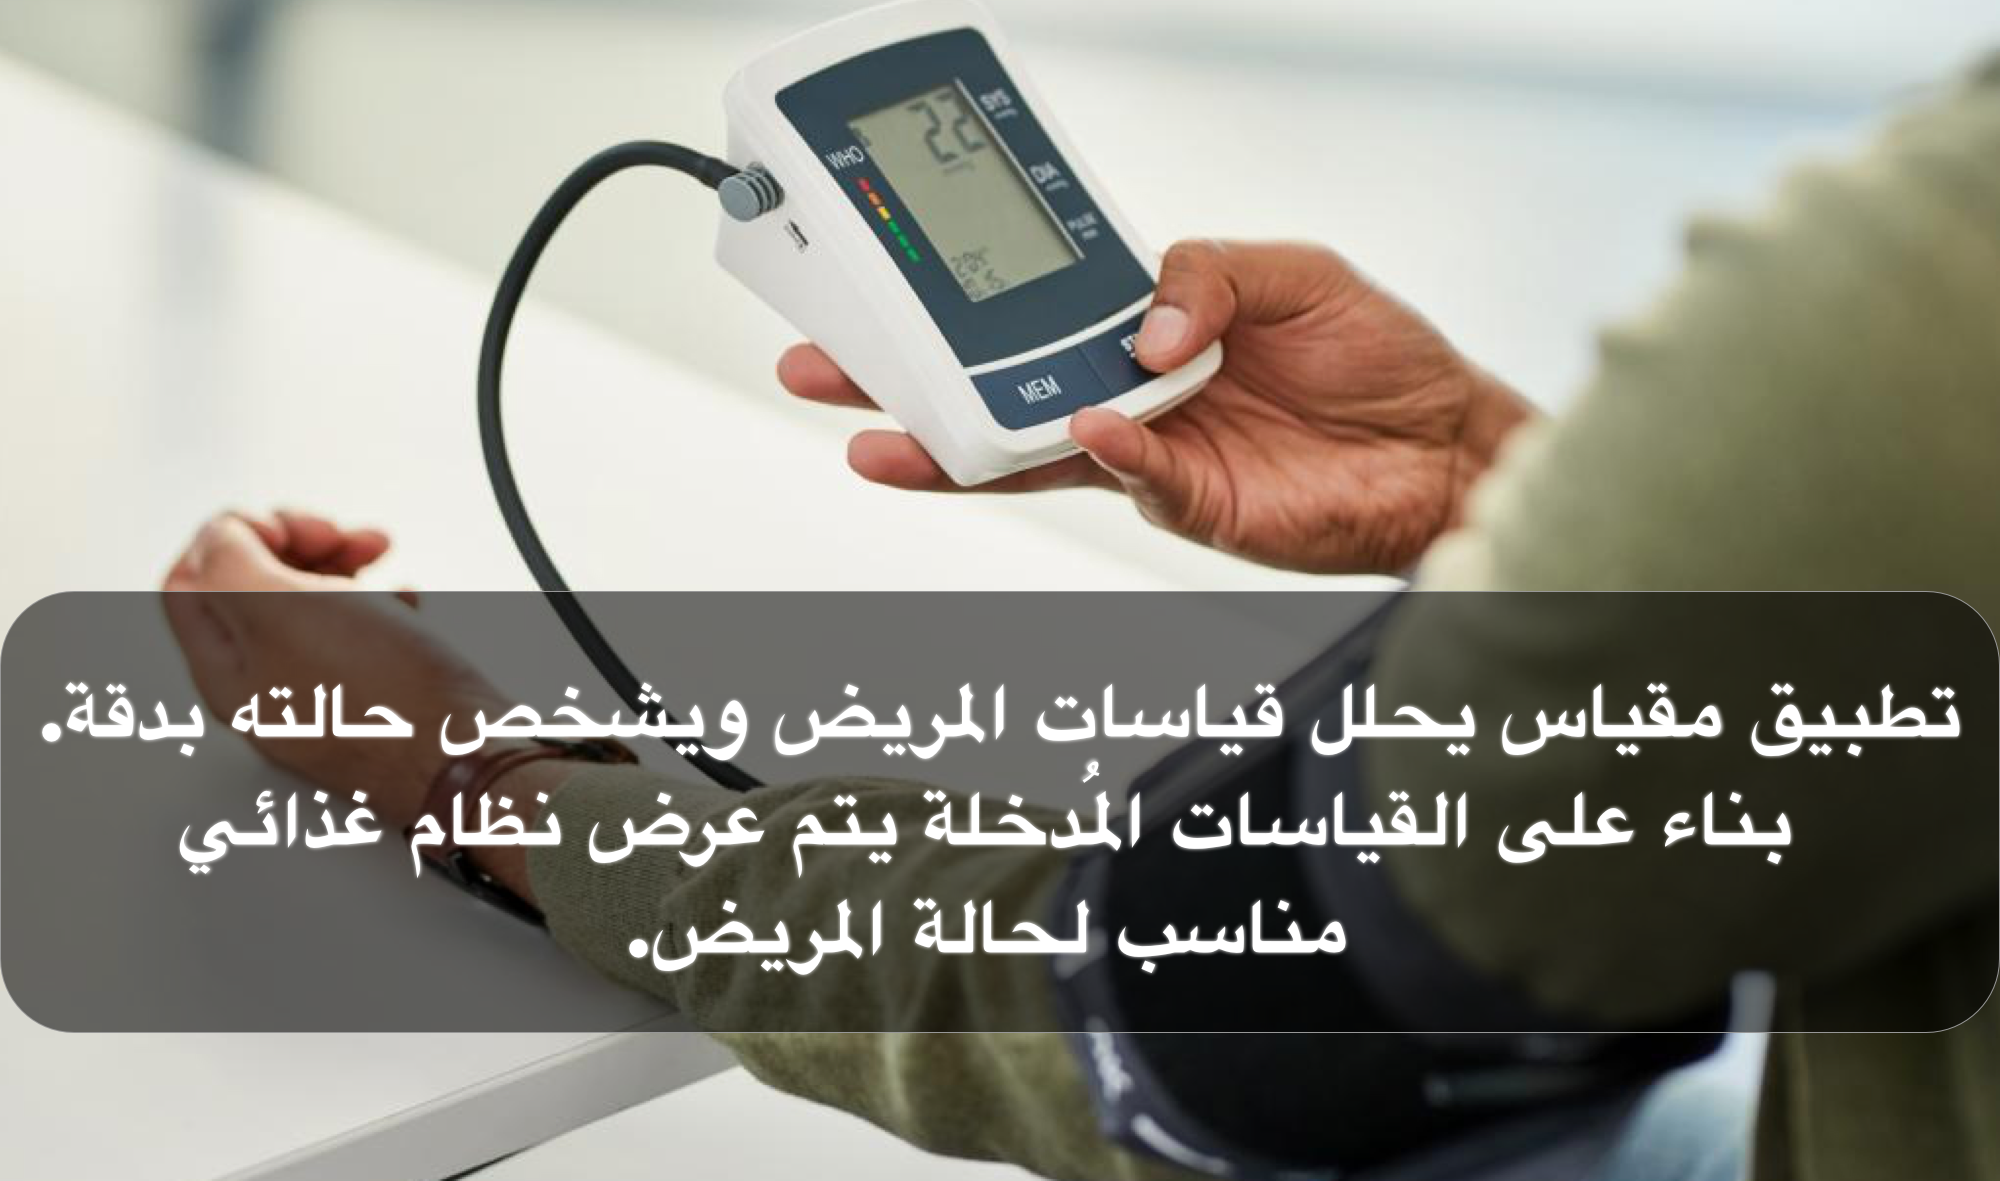 22
SYS
DIA
WHO
MEM
تطبيق مقياس يحلل قياسات المريض ويشخص حالته بدقة.
بناء على القياسات المُدخلة يتم عرض نظام غذائي
مناسب لحالة المريض.